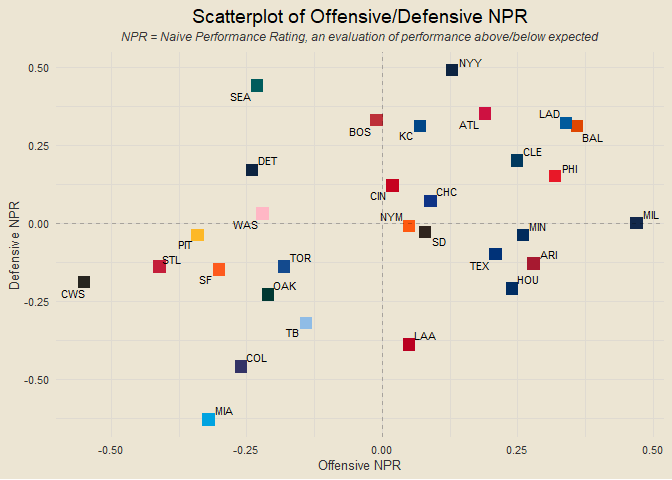 Scatterplot of Offensive/Defensive NPR
NPR = Naive Performance Rating, an evaluation of performance above/below expected
0.50
0.25
0.00
-0.25
-0.50
Defensive NPR
NYY
SEA
LAD
ATL
BAL
BOS
KC
CLE
DET
PHI
CIN
CHC
WAS
NYM
MIL
MIN
SD
PIT
ARI
TEX
STL
TOR
SF
HOU
CWS
OAK
TB
LAA
COL
MIA
-0.50
-0.25
0.00
0.25
0.50
Offensive NPR